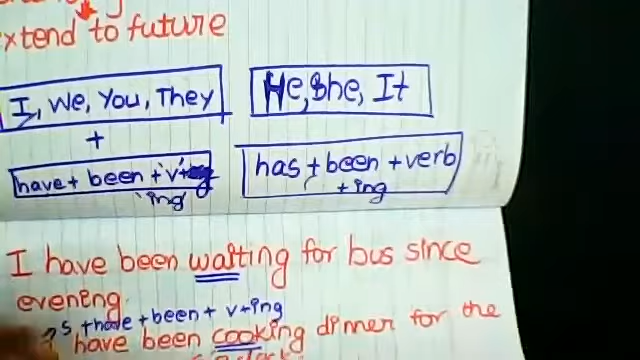 xtend to future
I, We, You, They
He, She, It
+
have + been + v+
ing
has + been + verb
+ing
I have been waiting for bus since
evening.
s + have + been + v+ing
have been cooking dinner for the